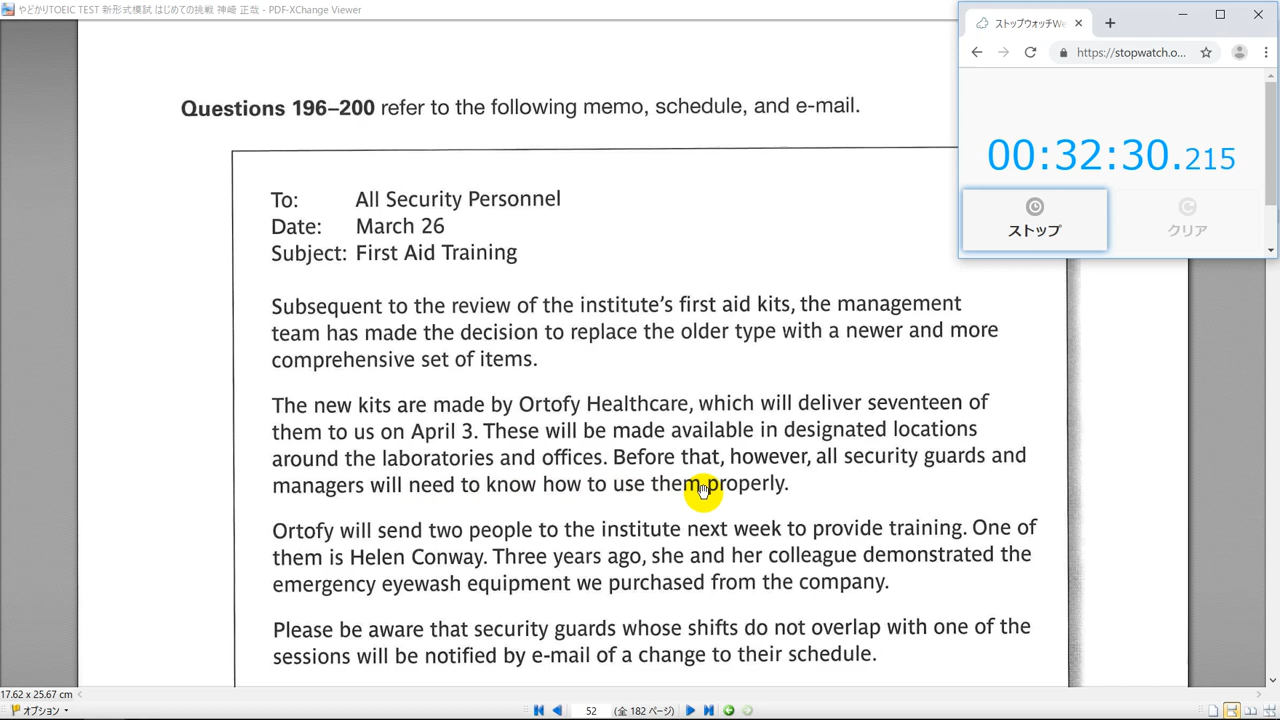 やどかりTOEIC TEST 新形式模試 はじめての挑戦 神崎 正哉 - PDF-XChange Viewer
ストップウォッチWe
https://stopwatch.o...
00:32:30.215
ストップ
クリア
Questions 196–200 refer to the following memo, schedule, and e-mail.
To: All Security Personnel
Date: March 26
Subject: First Aid Training
Subsequent to the review of the institute's first aid kits, the management
team has made the decision to replace the older type with a newer and more
comprehensive set of items.
The new kits are made by Ortofy Healthcare, which will deliver seventeen of
them to us on April 3. These will be made available in designated locations
around the laboratories and offices. Before that, however, all security guards and
managers will need to know how to use them properly.
Ortofy will send two people to the institute next week to provide training. One of
them is Helen Conway. Three years ago, she and her colleague demonstrated the
emergency eyewash equipment we purchased from the company.
Please be aware that security guards whose shifts do not overlap with one of the
sessions will be notified by e-mail of a change to their schedule.
17.62 x 25.67 cm
オプション
52
(全 182 ページ)